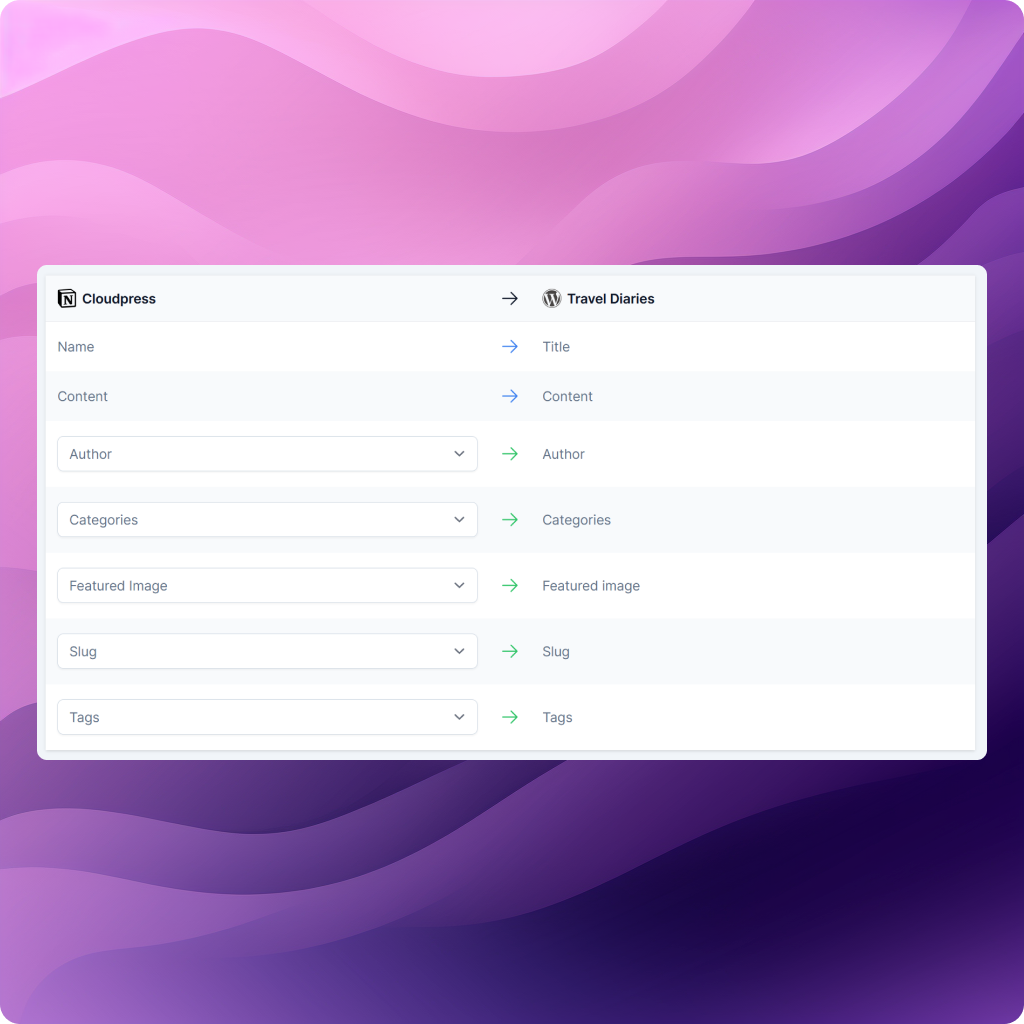 Cloudpress → Travel Diaries
Name → Title
Content → Content
Author → Author
Categories → Categories
Featured Image → Featured image
Slug → Slug
Tags → Tags